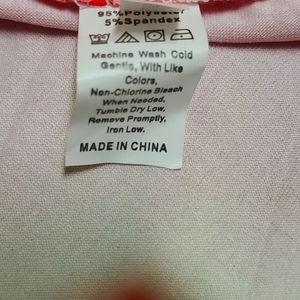 95%Polyester
5%Spandex
Machine Wash Cold
Gentle, With Like
Colors,
Non-Chlorine Bleach
When Needed,
Tumble Dry Low,
Remove Promptly,
Iron Low.
MADE IN CHINA